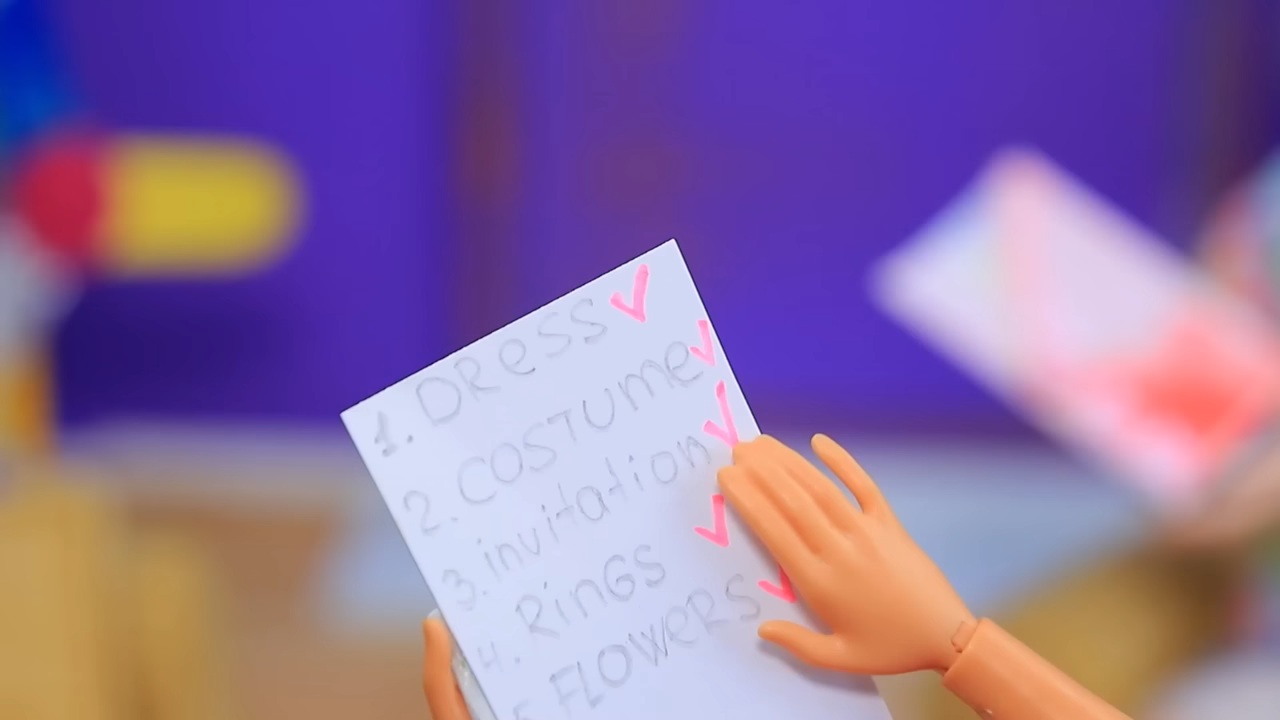 1. DReSS ✓
2. COSTUMe ✓
3. invitation ✓
4. RinGS ✓
5 FLOWeRS ✓